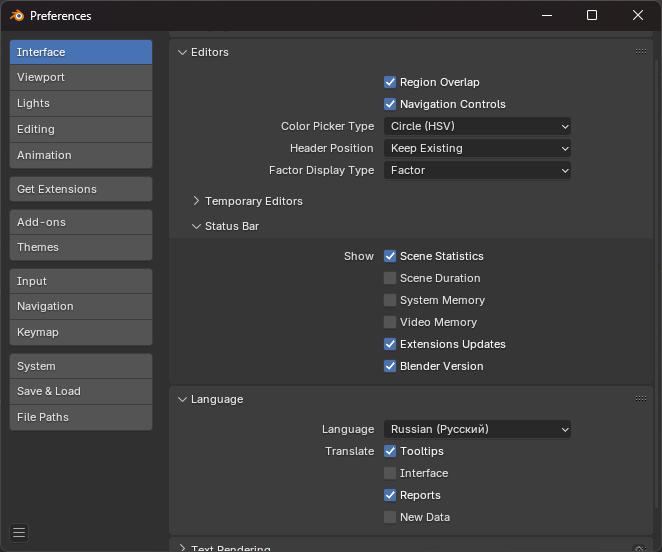 Preferences
Interface
Viewport
Lights
Editing
Animation
Get Extensions
Add-ons
Themes
Input
Navigation
Keymap
System
Save & Load
File Paths
Editors
Region Overlap
Navigation Controls
Color Picker Type Circle (HSV)
Header Position Keep Existing
Factor Display Type Factor
Temporary Editors
Status Bar
Show Scene Statistics
Scene Duration
System Memory
Video Memory
Extensions Updates
Blender Version
Language
Language Russian (Русский)
Translate Tooltips
Interface
Reports
New Data
Text Rendering